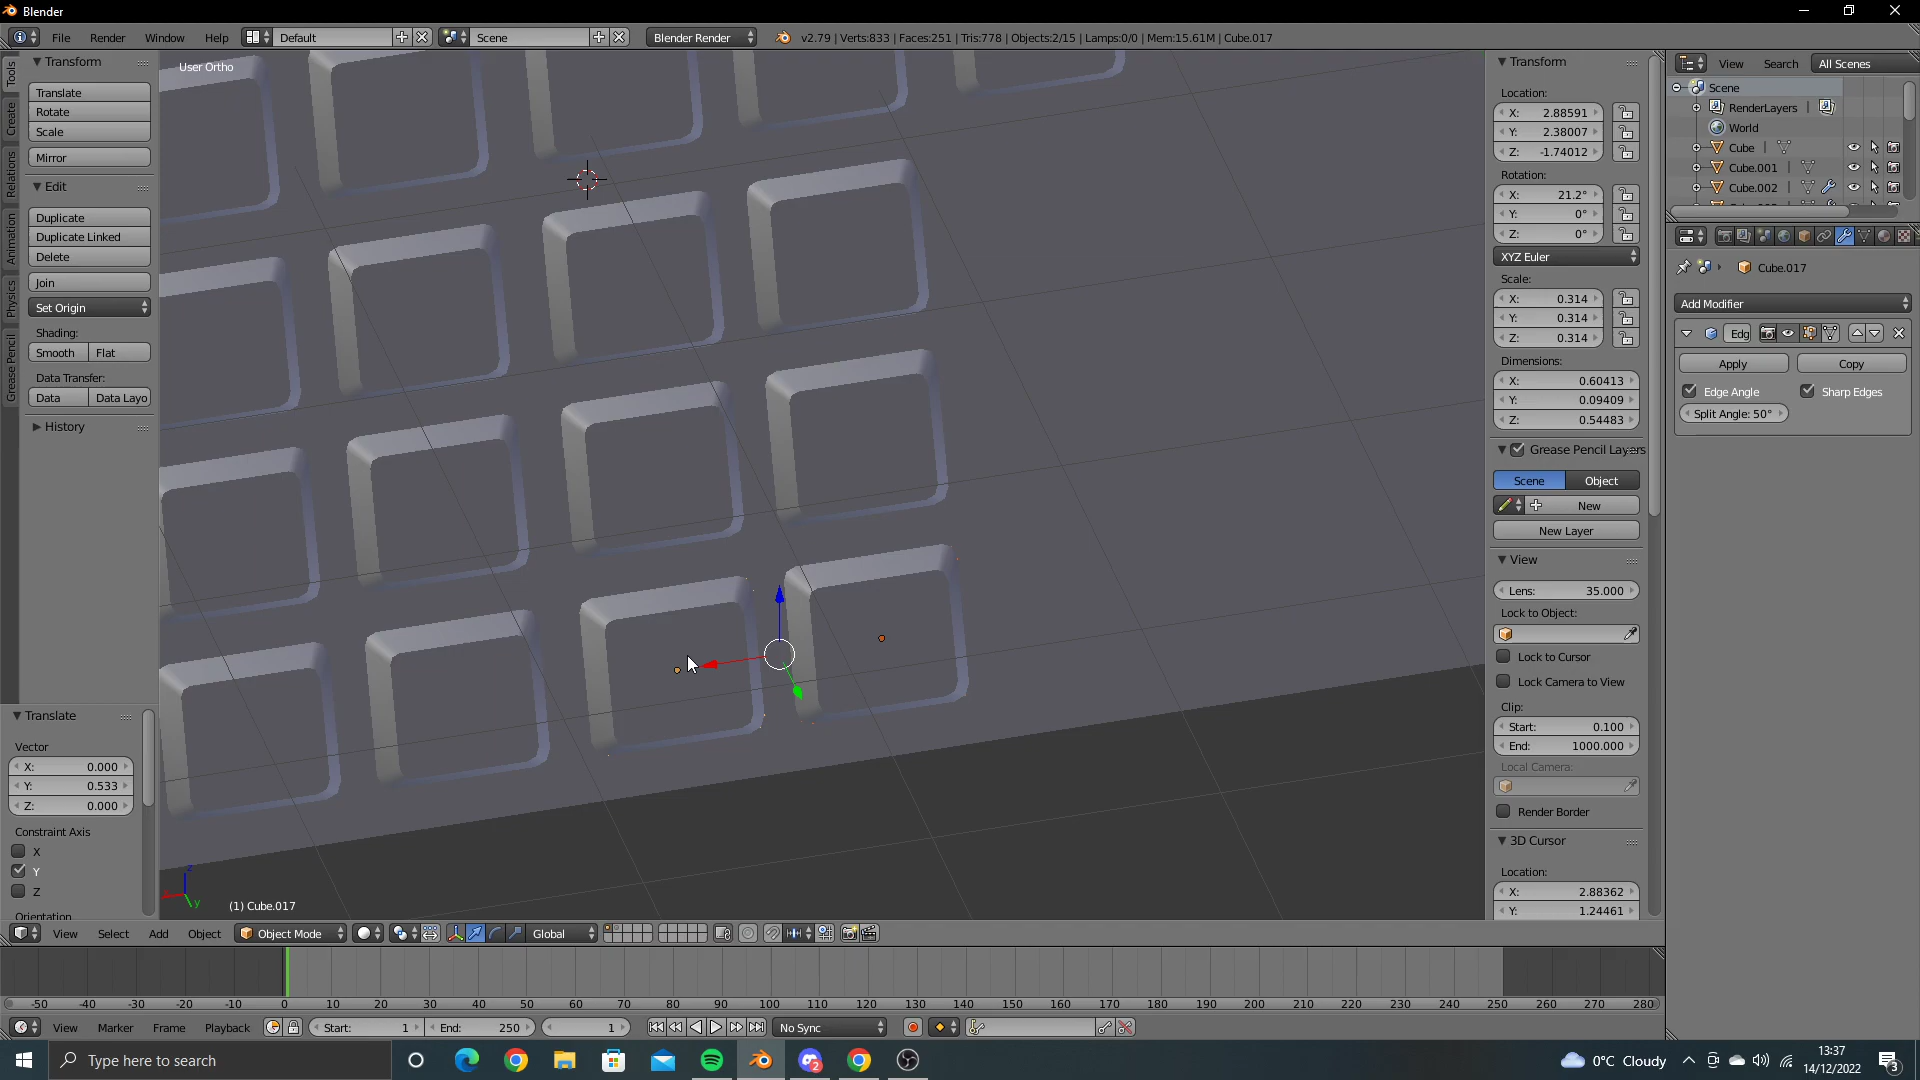 Blender
File Render Window Help Default Scene Blender Render v2.79 | Verts:833 | Faces:251 | Tris:778 | Objects:2/15 | Lamps:0/0 | Mem:15.61M | Cube.017
Tools
Create
Relations
Animation
Physics
Grease Pencil
Transform
Translate
Rotate
Scale
Mirror
Edit
Duplicate
Duplicate Linked
Delete
Join
Set Origin
Shading:
Smooth Flat
Data Transfer:
Data Data Layo
History
Translate
Vector
X: 0.000
Y: 0.533
Z: 0.000
Constraint Axis
X
Y
Z
Orientation
User Ortho
z
y
(1) Cube.017
Transform
Location:
X: 2.88591
Y: 2.38007
Z: -1.74012
Rotation:
X: 21.2°
Y: 0°
Z: 0°
XYZ Euler
Scale:
X: 0.314
Y: 0.314
Z: 0.314
Dimensions:
X: 0.60413
Y: 0.09409
Z: 0.54483
Grease Pencil Layers
Scene Object
New
New Layer
View
Lens: 35.000
Lock to Object:
Lock to Cursor
Lock Camera to View
Clip:
Start: 0.100
End: 1000.000
Local Camera:
Render Border
3D Cursor
Location:
X: 2.88362
Y: 1.24461
View Search All Scenes
Scene
RenderLayers
World
Cube
Cube.001
Cube.002
Cube.017
Add Modifier
Edg
Apply Copy
Edge Angle Sharp Edges
Split Angle: 50°
View Select Add Object Object Mode Global
-50 -40 -30 -20 -10 0 10 20 30 40 50 60 70 80 90 100 110 120 130 140 150 160 170 180 190 200 210 220 230 240 250 260 270 280
View Marker Frame Playback Start: 1 End: 250 1 No Sync
Type here to search
2
0°C Cloudy
13:37
14/12/2022
3